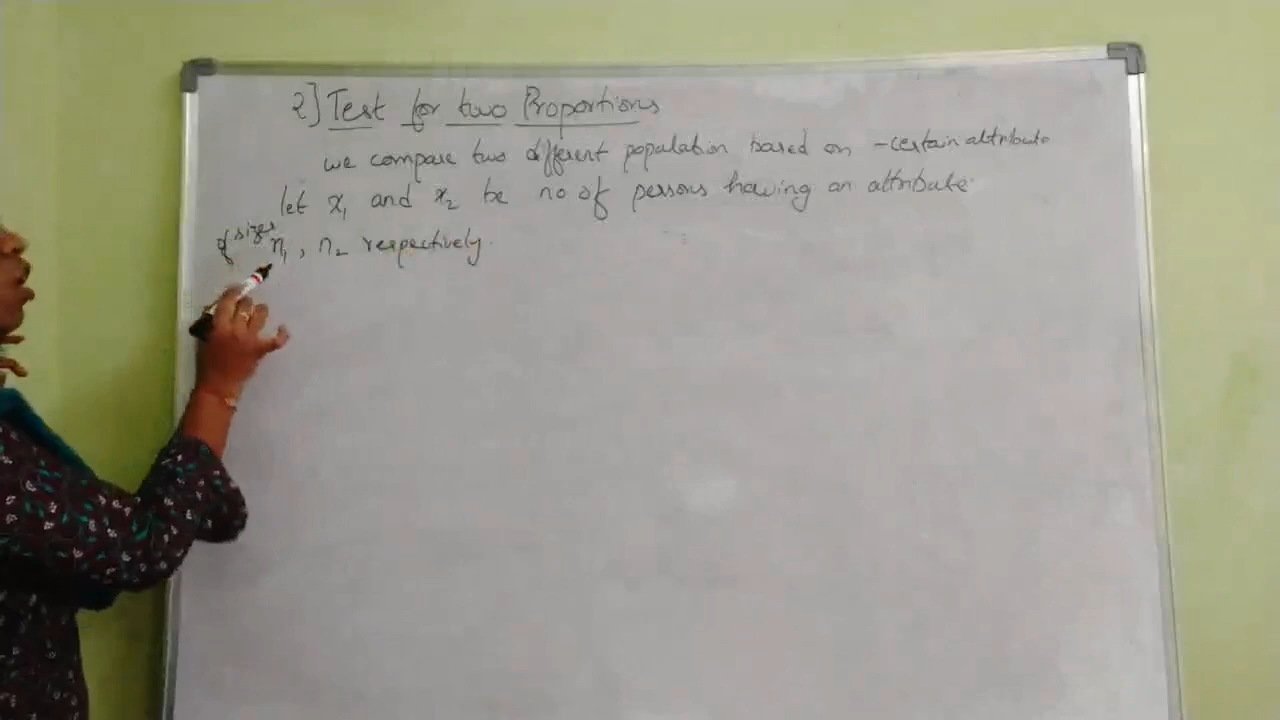 2] Test for two Proportions
we compare two different population based on - certain attribute
let x₁ and x₂ be no of persons having an attribute.
of sizes n₁, n₂ respectively.